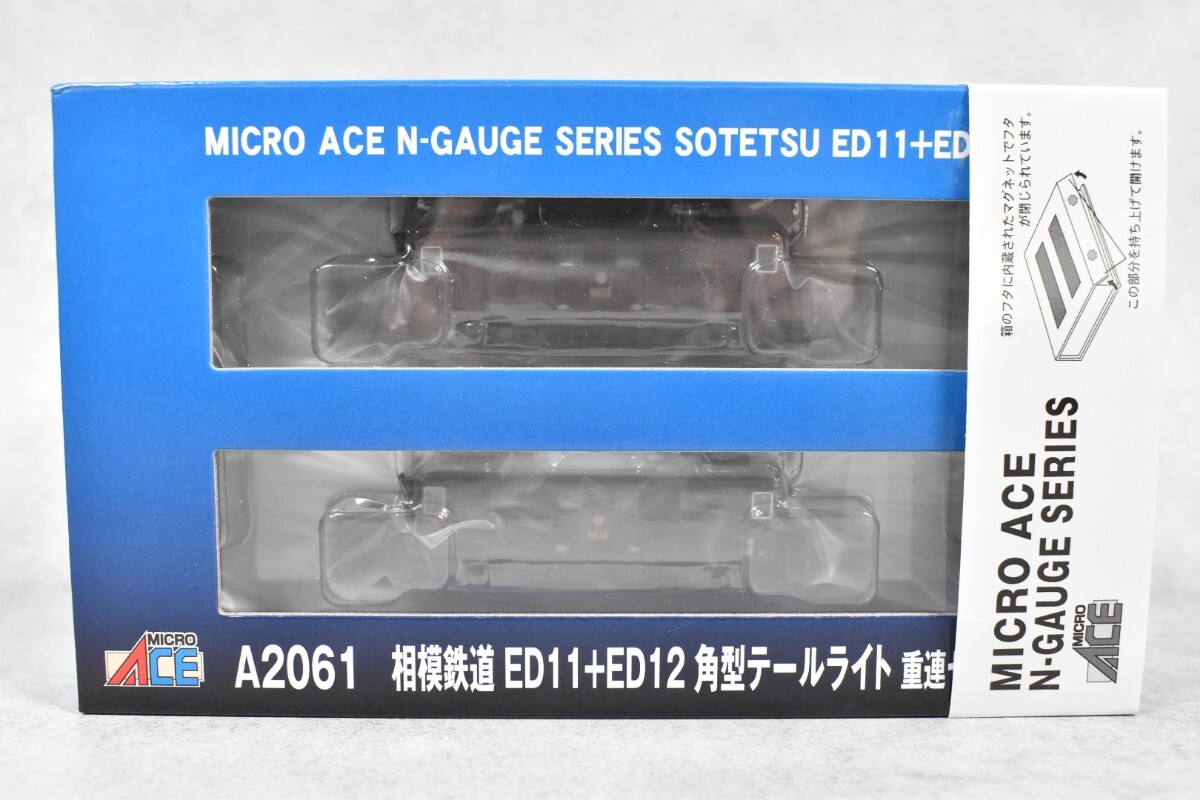 MICRO ACE N-GAUGE SERIES SOTETSU ED11+ED
MICRO
ACE
A2061 相模鉄道 ED11+ED12 角型テールライト 重連
箱のフタに内蔵されたマグネットでフタ
が閉じられています。
この部分を持ち上げて開けます。
MICRO ACE
N-GAUGE SERIES
MICRO
ACE